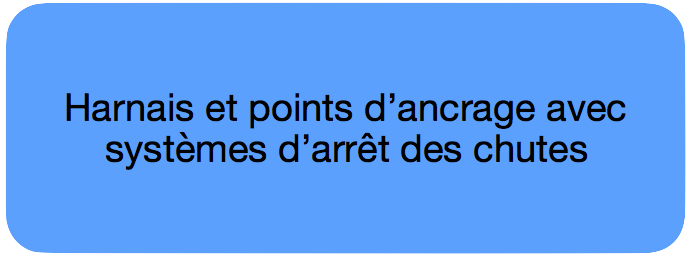 Harnais et points d’ancrage avec
systèmes d’arrêt des chutes